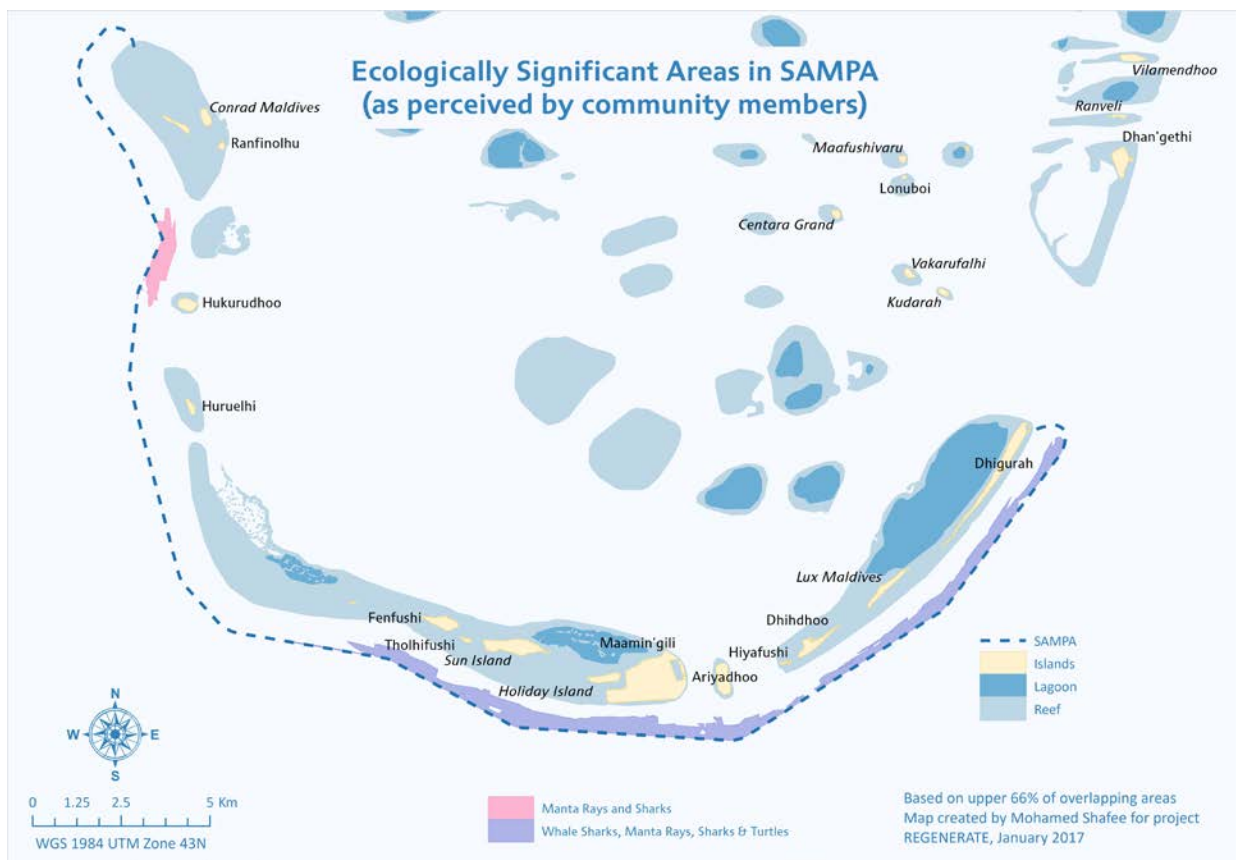 Ecologically Significant Areas in SAMPA
(as perceived by community members)
Vilamendhoo
Conrad Maldives
Ranveli
Ranfinolhu
Dhan'gethi
Maafushivaru
Lonuboi
Centara Grand
Vakarufalhi
Hukurudhoo
Kudarah
Huruelhi
Dhigurah
Lux Maldives
Fenfushi
Dhihdhoo
Tholhifushi
Maamin'gili
Hiyafushi
Sun Island
Ariyadhoo
Holiday Island
SAMPA
Islands
Lagoon
Reef
N
W
E
S
0 1.25 2.5 5 Km
WGS 1984 UTM Zone 43N
Manta Rays and Sharks
Whale Sharks, Manta Rays, Sharks & Turtles
Based on upper 66% of overlapping areas
Map created by Mohamed Shafee for project
REGENERATE, January 2017